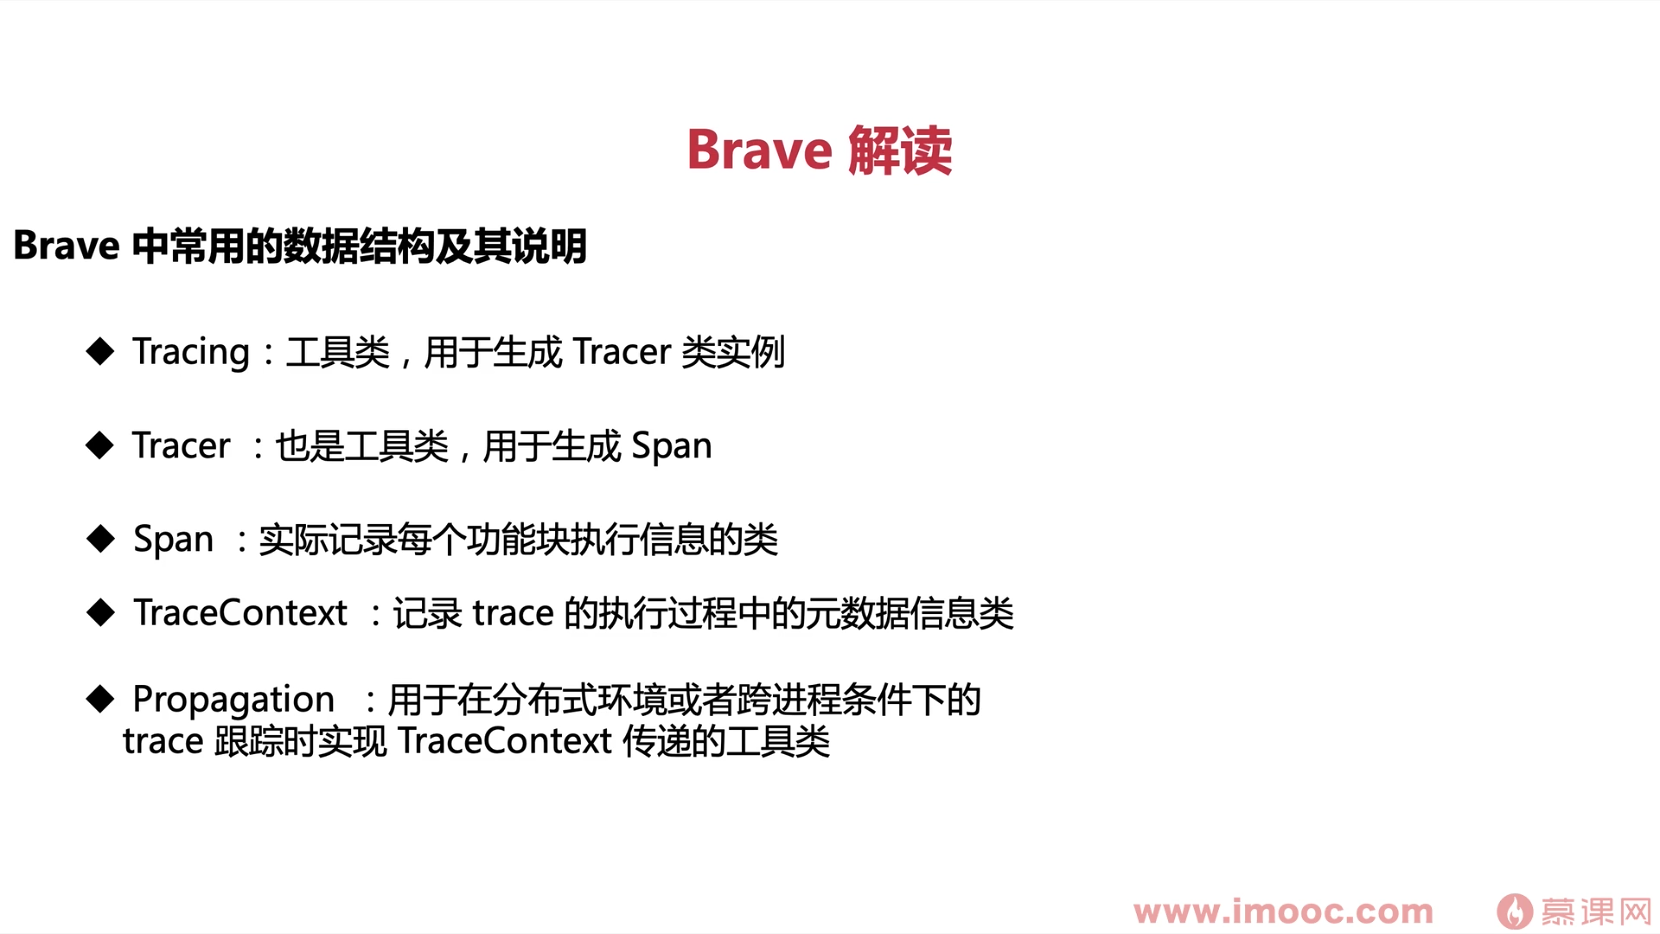 Brave 解读
Brave 中常用的数据结构及其说明
◆ Tracing：工具类，用于生成 Tracer 类实例
◆ Tracer ：也是工具类，用于生成 Span
◆ Span ：实际记录每个功能块执行信息的类
◆ TraceContext ：记录 trace 的执行过程中的元数据信息类
◆ Propagation ：用于在分布式环境或者跨进程条件下的
trace 跟踪时实现 TraceContext 传递的工具类
www.imooc.com 慕课网